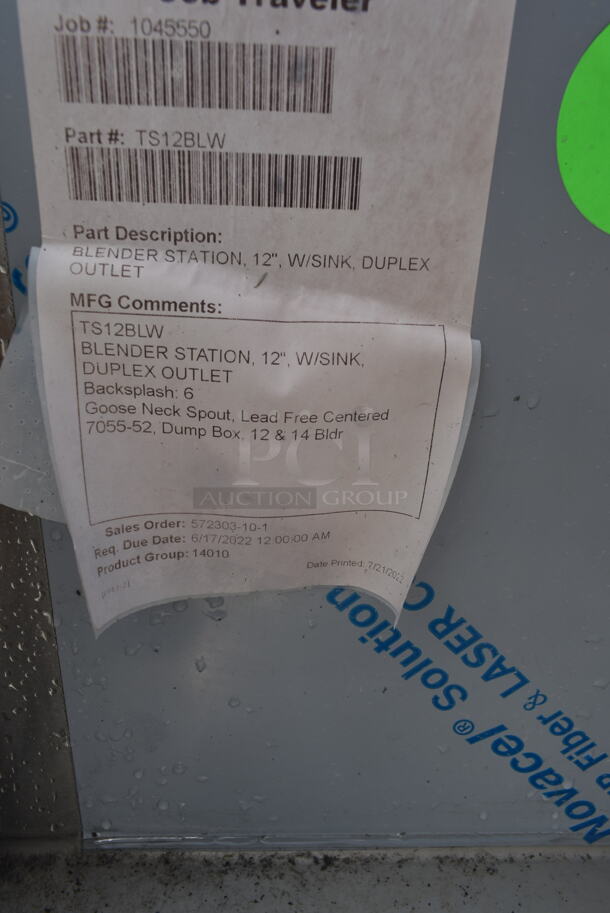 Job Traveler
Job #: 1045550
Part #: TS12BLW
Part Description:
BLENDER STATION, 12", W/SINK, DUPLEX
OUTLET
MFG Comments:
TS12BLW
BLENDER STATION, 12", W/SINK,
DUPLEX OUTLET
Backsplash: 6
Goose Neck Spout, Lead Free Centered
7055-52, Dump Box, 12 & 14 Bldr
PCI
AUCTION GROUP
Sales Order: 572303-10-1
Req. Due Date: 6/17/2022 12:00:00 AM
Product Group: 14010
Date Printed: 7/21/2022
Novacel® Solution
Fiber & LASER